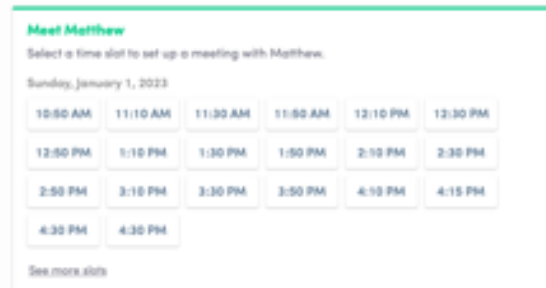 Meet Matthew
Select a time slot to set up a meeting with Matthew.
Sunday, January 1, 2023
10:50 AM 11:10 AM 11:30 AM 11:50 AM 12:10 PM 12:30 PM
12:50 PM 1:10 PM 1:30 PM 1:50 PM 2:10 PM 2:30 PM
2:50 PM 3:10 PM 3:30 PM 3:50 PM 4:10 PM 4:15 PM
4:30 PM 4:30 PM
See more slots